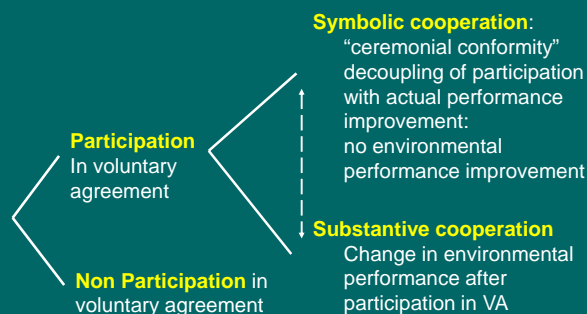 Symbolic cooperation:
“ceremonial conformity”
decoupling of participation
with actual performance
improvement:
no environmental
performance improvement
Participation
In voluntary
agreement
Substantive cooperation
Change in environmental
performance after
participation in VA
Non Participation in
voluntary agreement